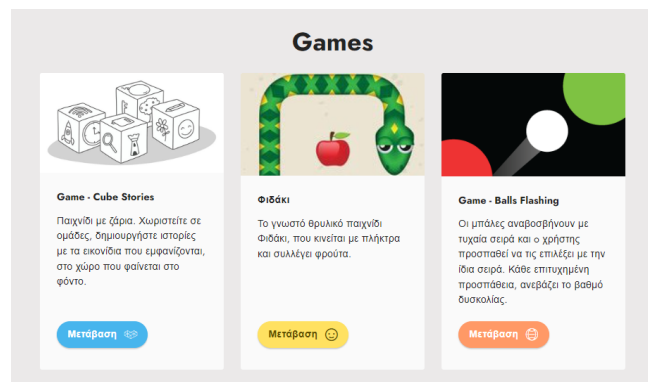 Games
Game - Cube Stories
Παιχνίδι με ζάρια. Χωριστείτε σε
ομάδες, δημιουργήστε ιστορίες
με τα εικονίδια που εμφανίζονται,
στο χώρο που φαίνεται στο
φόντο.
Μετάβαση
Φιδάκι
Το γνωστό θρυλικό παιχνίδι
Φιδάκι, που κινείται με πλήκτρα
και συλλέγει φρούτα.
Μετάβαση
Game - Balls Flashing
Οι μπάλες αναβοσβήνουν με
τυχαία σειρά και ο χρήστης
προσπαθεί να τις επιλέξει με την
ίδια σειρά. Κάθε επιτυχημένη
προσπάθεια, ανεβάζει το βαθμό
δυσκολίας.
Μετάβαση